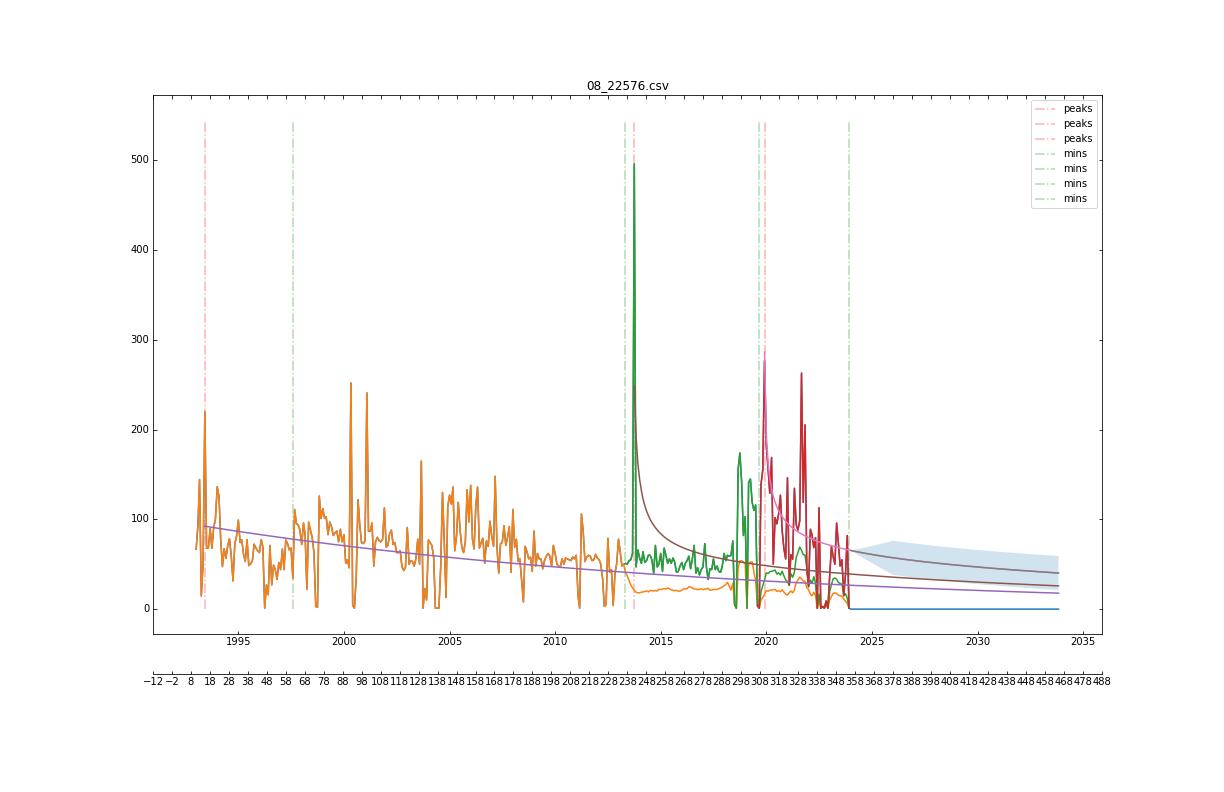 08_22576.csv
peaks
peaks
peaks
mins
mins
mins
mins
500
400
300
200
100
0
1995 2000 2005 2010 2015 2020 2025 2030 2035
−12 −2 8 18 28 38 48 58 68 78 88 98 108 118 128 138 148 158 168 178 188 198 208 218 228 238 248 258 268 278 288 298 308 318 328 338 348 358 368 378 388 398 408 418 428 438 448 458 468 478 488